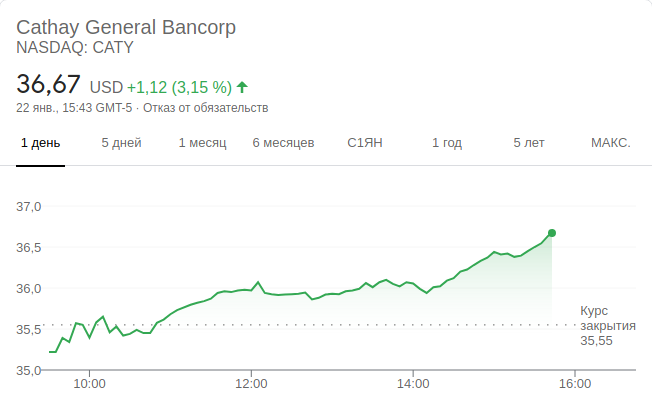 Cathay General Bancorp
NASDAQ: CATY
36,67 USD +1,12 (3,15 %)
22 янв., 15:43 GMT-5 · Отказ от обязательств
1 день 5 дней 1 месяц 6 месяцев С1ЯН 1 год 5 лет МАКС.
37,0
36,5
36,0
35,5
35,0
Курс
закрытия
35,55
10:00 12:00 14:00 16:00